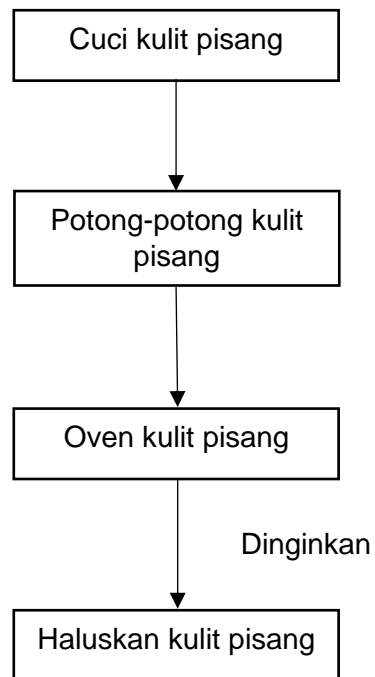 Cuci kulit pisang
Potong-potong kulit
pisang
Oven kulit pisang
Dinginkan
Haluskan kulit pisang